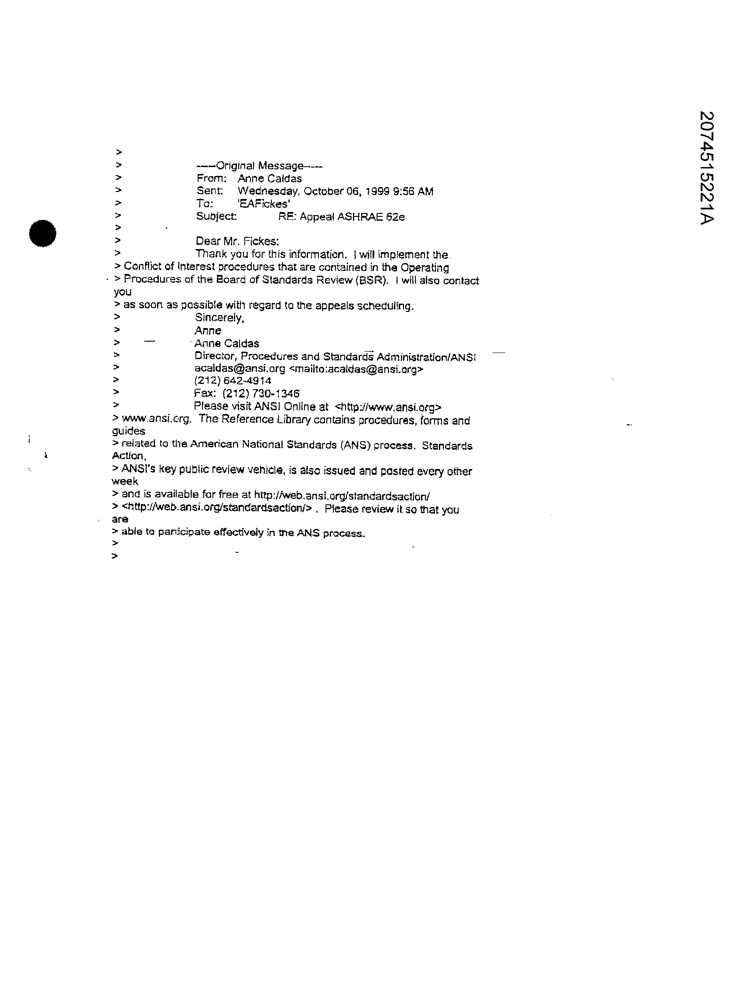 >
> -----Original Message-----
> From: Anne Caldas
> Sent: Wednesday, October 06, 1999 9:56 AM
> To: 'EAFickes'
> Subject: RE: Appeal ASHRAE 62e
>
> Dear Mr. Fickes:
> Thank you for this information. I will implement the
> Conflict of Interest procedures that are contained in the Operating
> Procedures of the Board of Standards Review (BSR). I will also contact
you
> as soon as possible with regard to the appeals scheduling.
> Sincerely,
> Anne
> Anne Caldas
> Director, Procedures and Standards Administration/ANSI
> acaldas@ansi.org <mailto:acaldas@ansi.org>
> (212) 642-4914
> Fax: (212) 730-1346
> Please visit ANSI Online at <http://www.ansi.org>
> www.ansi.org. The Reference Library contains procedures, forms and
guides
> related to the American National Standards (ANS) process. Standards
Action,
> ANSI's key public review vehicle, is also issued and posted every other
week
> and is available for free at http://web.ansi.org/standardsaction/
> <http://web.ansi.org/standardsaction/> . Please review it so that you
are
> able to participate effectively in the ANS process.
>
>
2074515221A